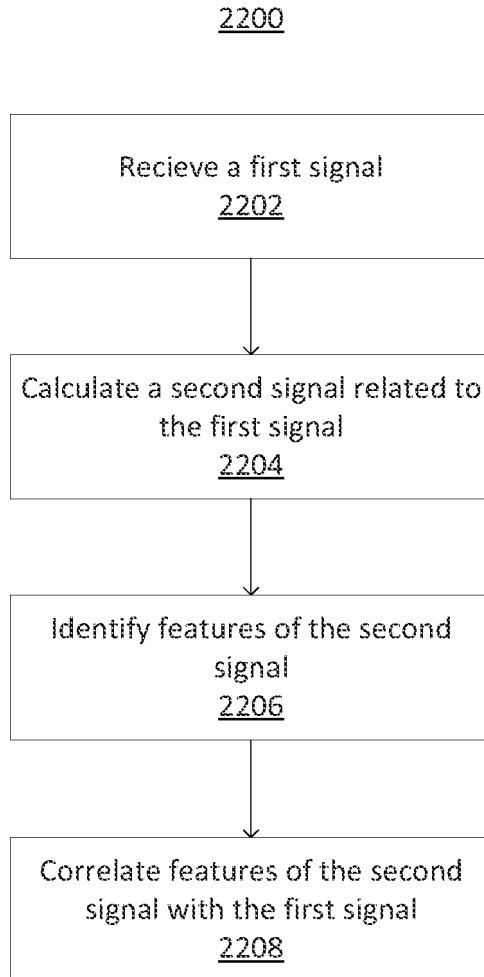 2200
Recieve a first signal
2202
Calculate a second signal related to
the first signal
2204
Identify features of the second
signal
2206
Correlate features of the second
signal with the first signal
2208